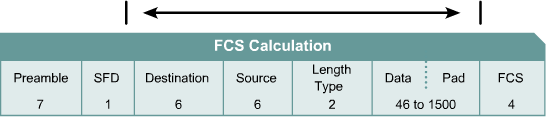 FCS Calculation
Preamble SFD Destination Source Length Type Data Pad FCS
7 1 6 6 2 46 to 1500 4